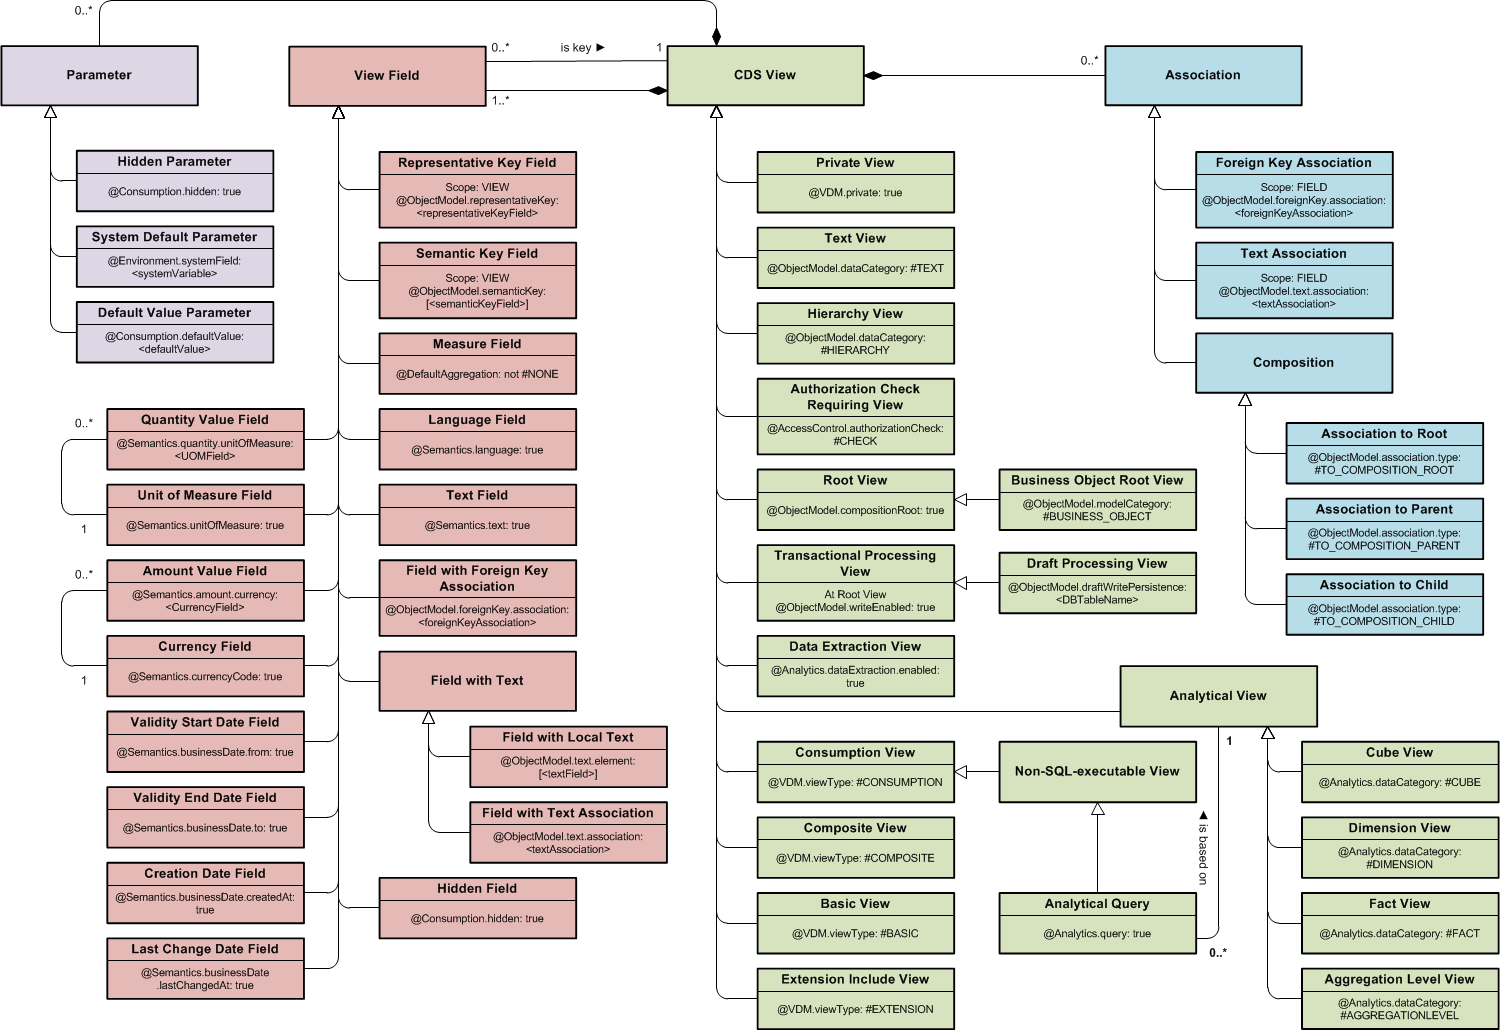 0..*
Parameter
View Field
0..*
is key ►
1
1..*
CDS View
0..*
Association
Hidden Parameter
@Consumption.hidden: true
System Default Parameter
@Environment.systemField:
<systemVariable>
Default Value Parameter
@Consumption.defaultValue:
<defaultValue>
Representative Key Field
Scope: VIEW
@ObjectModel.representativeKey:
<representativeKeyField>
Semantic Key Field
Scope: VIEW
@ObjectModel.semanticKey:
[<semanticKeyField>]
Measure Field
@DefaultAggregation: not #NONE
Language Field
@Semantics.language: true
Text Field
@Semantics.text: true
Field with Foreign Key
Association
@ObjectModel.foreignKey.association:
<foreignKeyAssociation>
Field with Text
Field with Local Text
@ObjectModel.text.element:
[<textField>]
Field with Text Association
@ObjectModel.text.association:
<textAssociation>
Hidden Field
@Consumption.hidden: true
0..*
Quantity Value Field
@Semantics.quantity.unitOfMeasure:
<UOMField>
Unit of Measure Field
@Semantics.unitOfMeasure: true
1
0..*
Amount Value Field
@Semantics.amount.currency:
<CurrencyField>
Currency Field
@Semantics.currencyCode: true
1
Validity Start Date Field
@Semantics.businessDate.from: true
Validity End Date Field
@Semantics.businessDate.to: true
Creation Date Field
@Semantics.businessDate.createdAt:
true
Last Change Date Field
@Semantics.businessDate
.lastChangedAt: true
Private View
@VDM.private: true
Text View
@ObjectModel.dataCategory: #TEXT
Hierarchy View
@ObjectModel.dataCategory:
#HIERARCHY
Authorization Check
Requiring View
@AccessControl.authorizationCheck:
#CHECK
Root View
@ObjectModel.compositionRoot: true
Business Object Root View
@ObjectModel.modelCategory:
#BUSINESS_OBJECT
Transactional Processing
View
At Root View
@ObjectModel.writeEnabled: true
Draft Processing View
@ObjectModel.draftWritePersistence:
<DBTableName>
Data Extraction View
@Analytics.dataExtraction.enabled:
true
Analytical View
Consumption View
@VDM.viewType: #CONSUMPTION
Non-SQL-executable View
Composite View
@VDM.viewType: #COMPOSITE
Basic View
@VDM.viewType: #BASIC
Analytical Query
@Analytics.query: true
Extension Include View
@VDM.viewType: #EXTENSION
1
◄ is based on
0..*
Cube View
@Analytics.dataCategory: #CUBE
Dimension View
@Analytics.dataCategory:
#DIMENSION
Fact View
@Analytics.dataCategory: #FACT
Aggregation Level View
@Analytics.dataCategory:
#AGGREGATIONLEVEL
Foreign Key Association
Scope: FIELD
@ObjectModel.foreignKey.association:
<foreignKeyAssociation>
Text Association
Scope: FIELD
@ObjectModel.text.association:
<textAssociation>
Composition
Association to Root
@ObjectModel.association.type:
#TO_COMPOSITION_ROOT
Association to Parent
@ObjectModel.association.type:
#TO_COMPOSITION_PARENT
Association to Child
@ObjectModel.association.type:
#TO_COMPOSITION_CHILD